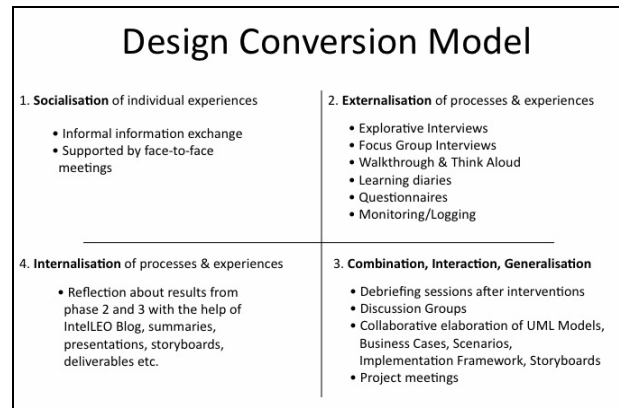 Design Conversion Model
1. Socialisation of individual experiences
• Informal information exchange
• Supported by face-to-face
meetings
2. Externalisation of processes & experiences
• Explorative Interviews
• Focus Group Interviews
• Walkthrough & Think Aloud
• Learning diaries
• Questionnaires
• Monitoring/Logging
4. Internalisation of processes & experiences
• Reflection about results from
phase 2 and 3 with the help of
IntelLEO Blog, summaries,
presentations, storyboards,
deliverables etc.
3. Combination, Interaction, Generalisation
• Debriefing sessions after interventions
• Discussion Groups
• Collaborative elaboration of UML Models,
Business Cases, Scenarios,
Implementation Framework, Storyboards
• Project meetings